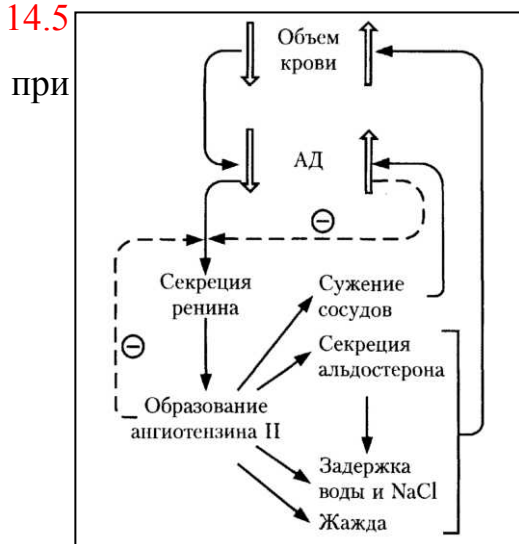 14.5
при
Объем
крови
АД
Секреция
ренина
Сужение
сосудов
Секреция
альдостерона
Образование
ангиотензина II
Задержка
воды и NaCl
Жажда